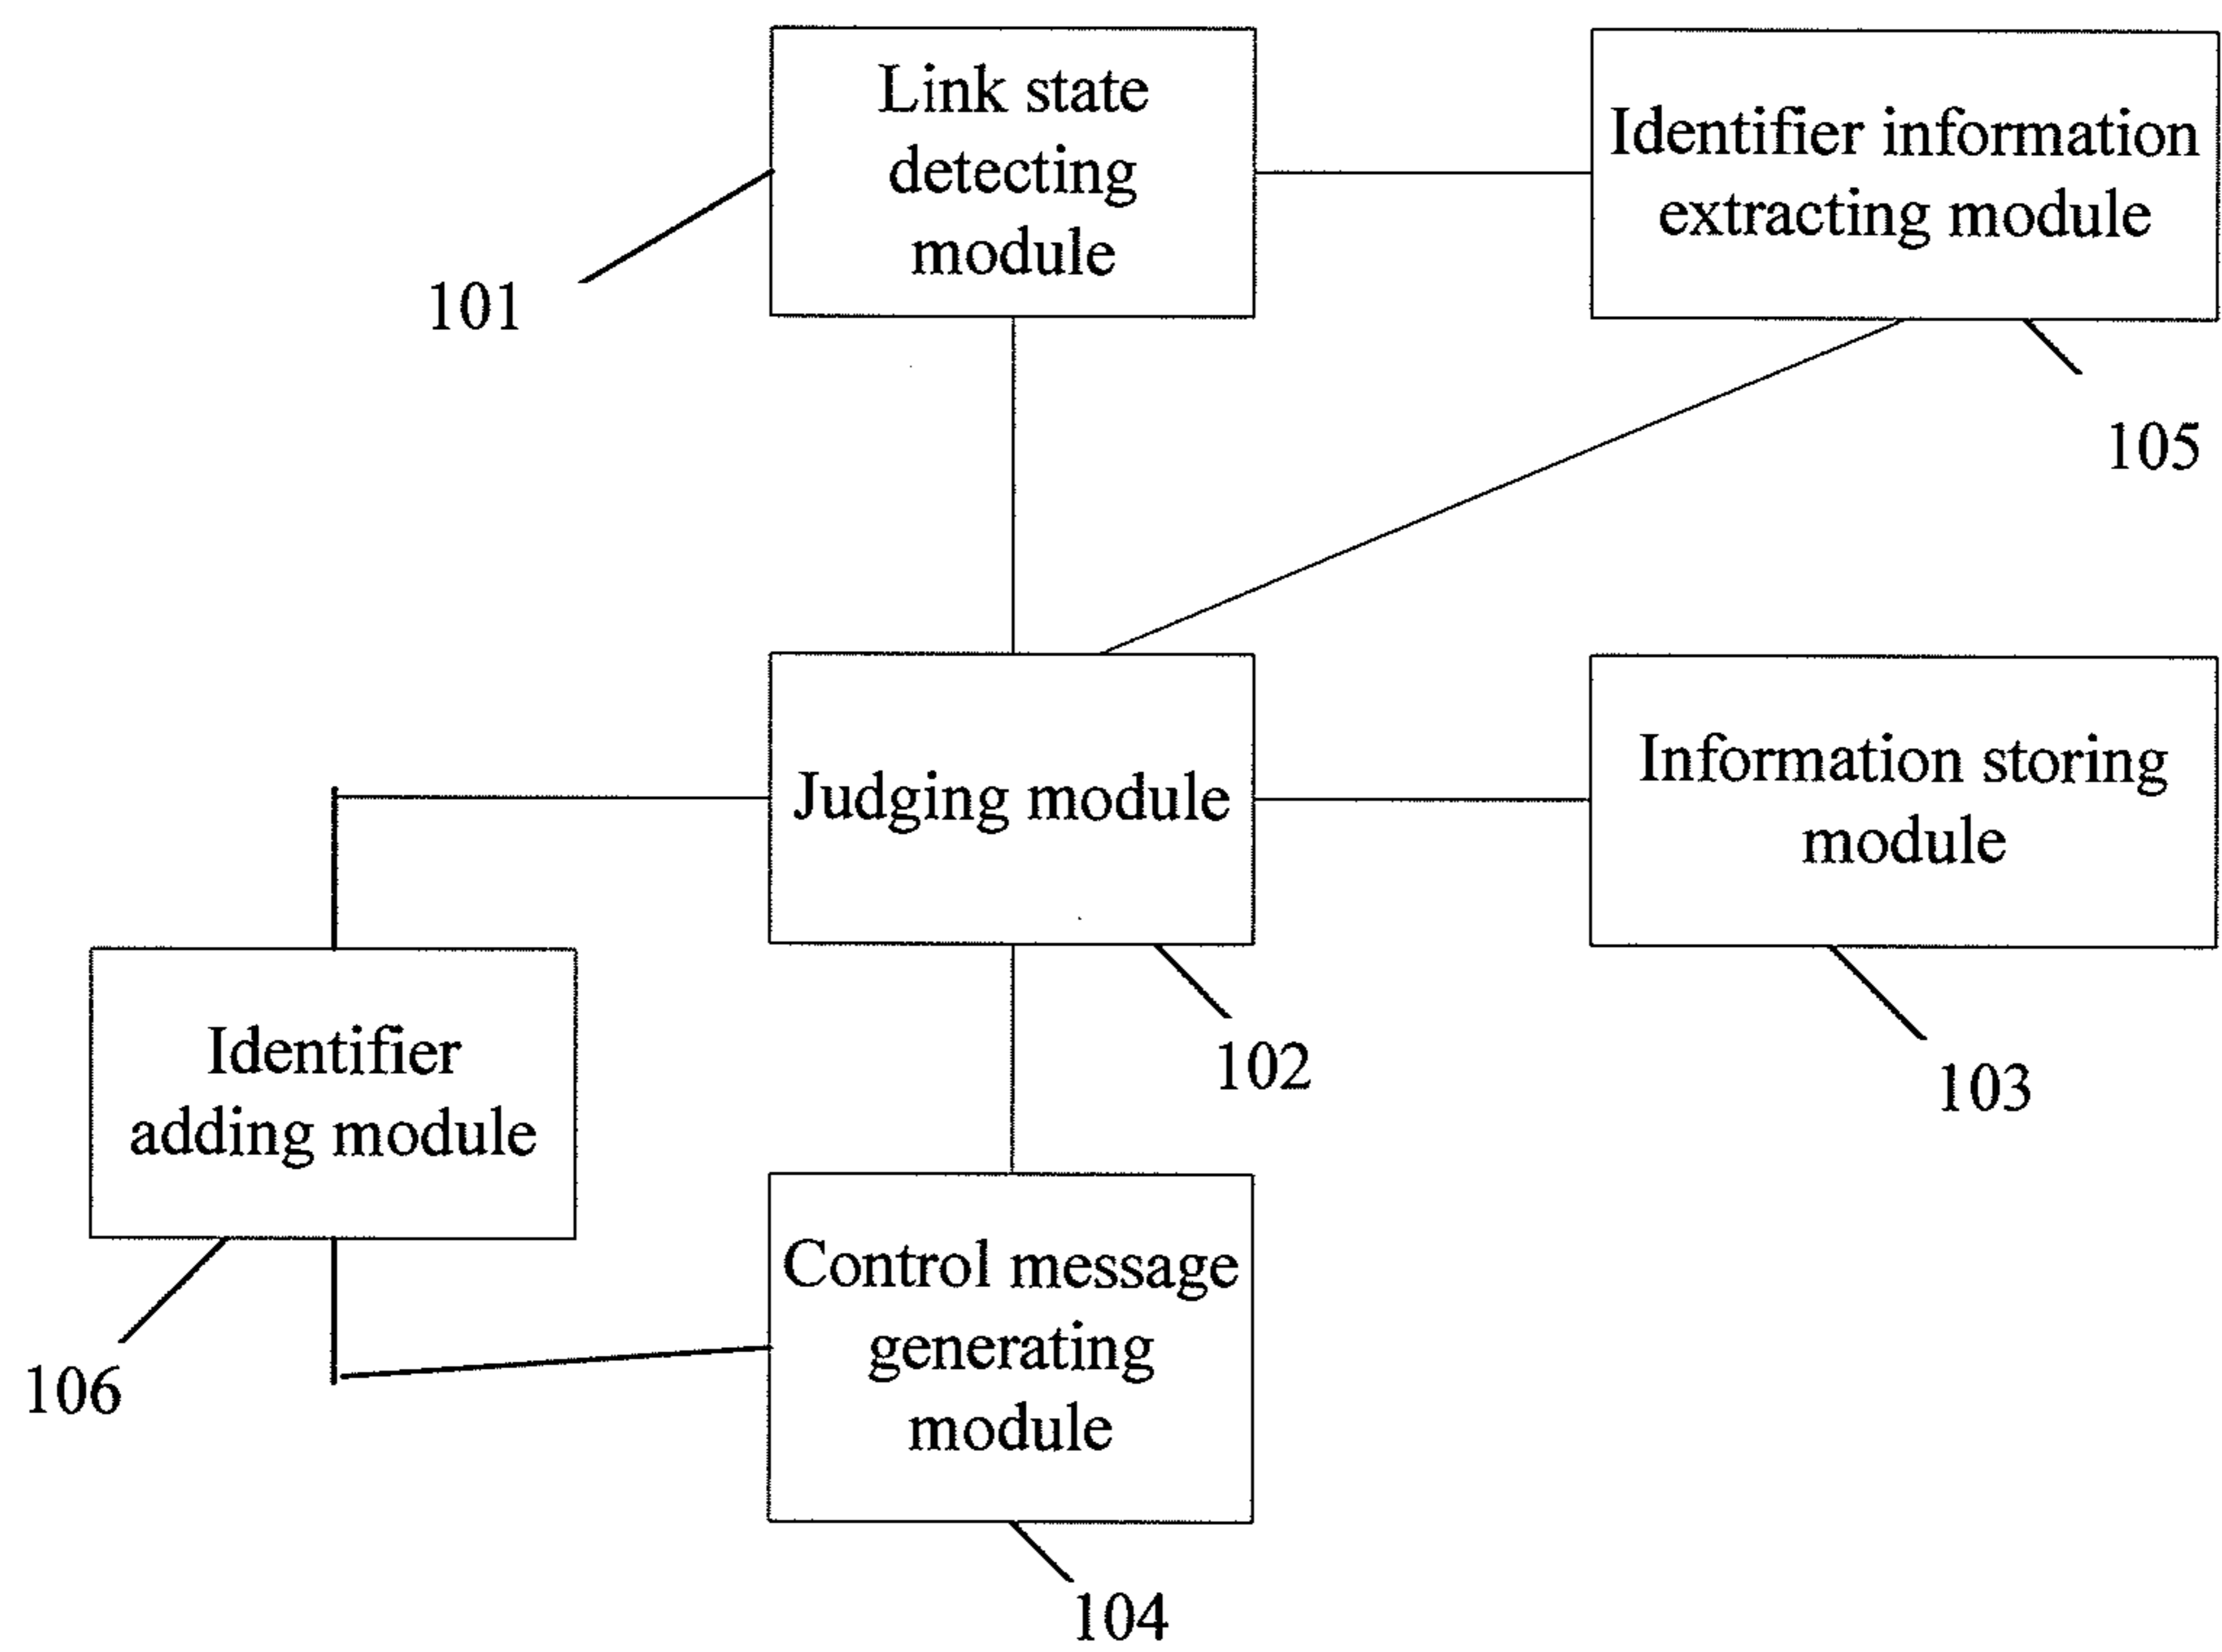 Link state
detecting
module
Identifier information
extracting module
101
105
Judging module
Information storing
module
Identifier
adding module
102
103
Control message
generating
module
106
104